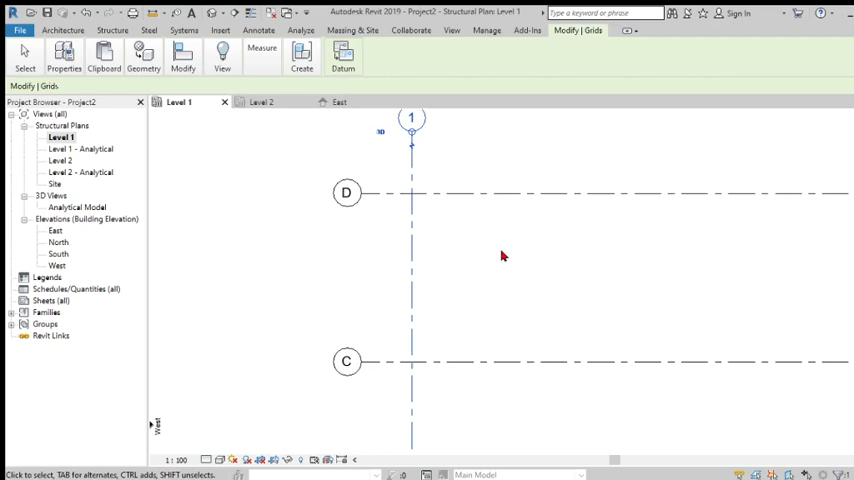 Autodesk Revit 2019 - Project2 - Structural Plan: Level 1
Type a keyword or phrase
Sign In
File Architecture Structure Steel Systems Insert Annotate Analyze Massing & Site Collaborate View Manage Add-Ins Modify | Grids
Select Properties Clipboard Geometry Modify View Measure Create Datum
Modify | Grids
Project Browser - Project2
Level 1 Level 2 East
Views (all)
Structural Plans
Level 1
Level 1 - Analytical
Level 2
Level 2 - Analytical
Site
3D Views
Analytical Model
Elevations (Building Elevation)
East
North
South
West
Legends
Schedules/Quantities (all)
Sheets (all)
Families
Groups
Revit Links
1
3D
D
C
West
1 : 100
Click to select, TAB for alternates, CTRL adds, SHIFT unselects.
:0
Main Model
:1